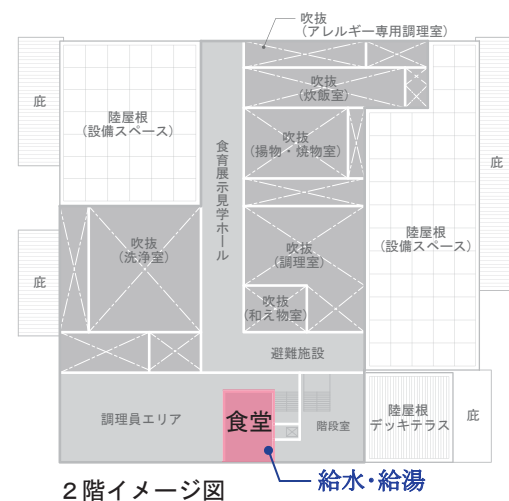 吹抜
（アレルギー専用調理室）
庇
陸屋根
（設備スペース）
吹抜
（炊飯室）
食育展示見学ホール
吹抜
（揚物・焼物室）
庇
陸屋根
（設備スペース）
吹抜
（洗浄室）
吹抜
（調理室）
庇
吹抜
（和え物室）
避難施設
調理員エリア
食堂
階段室
陸屋根
デッキテラス
庇
2階イメージ図
給水・給湯